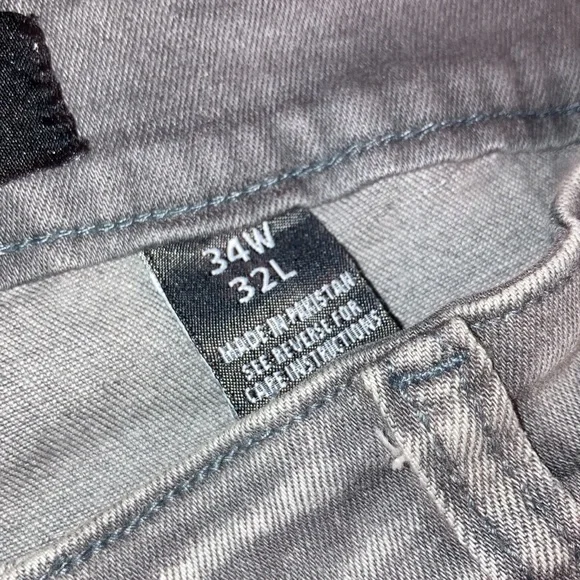 34W
32L
MADE IN PAKISTAN
SEE REVERSE FOR
CARE INSTRUCTIONS